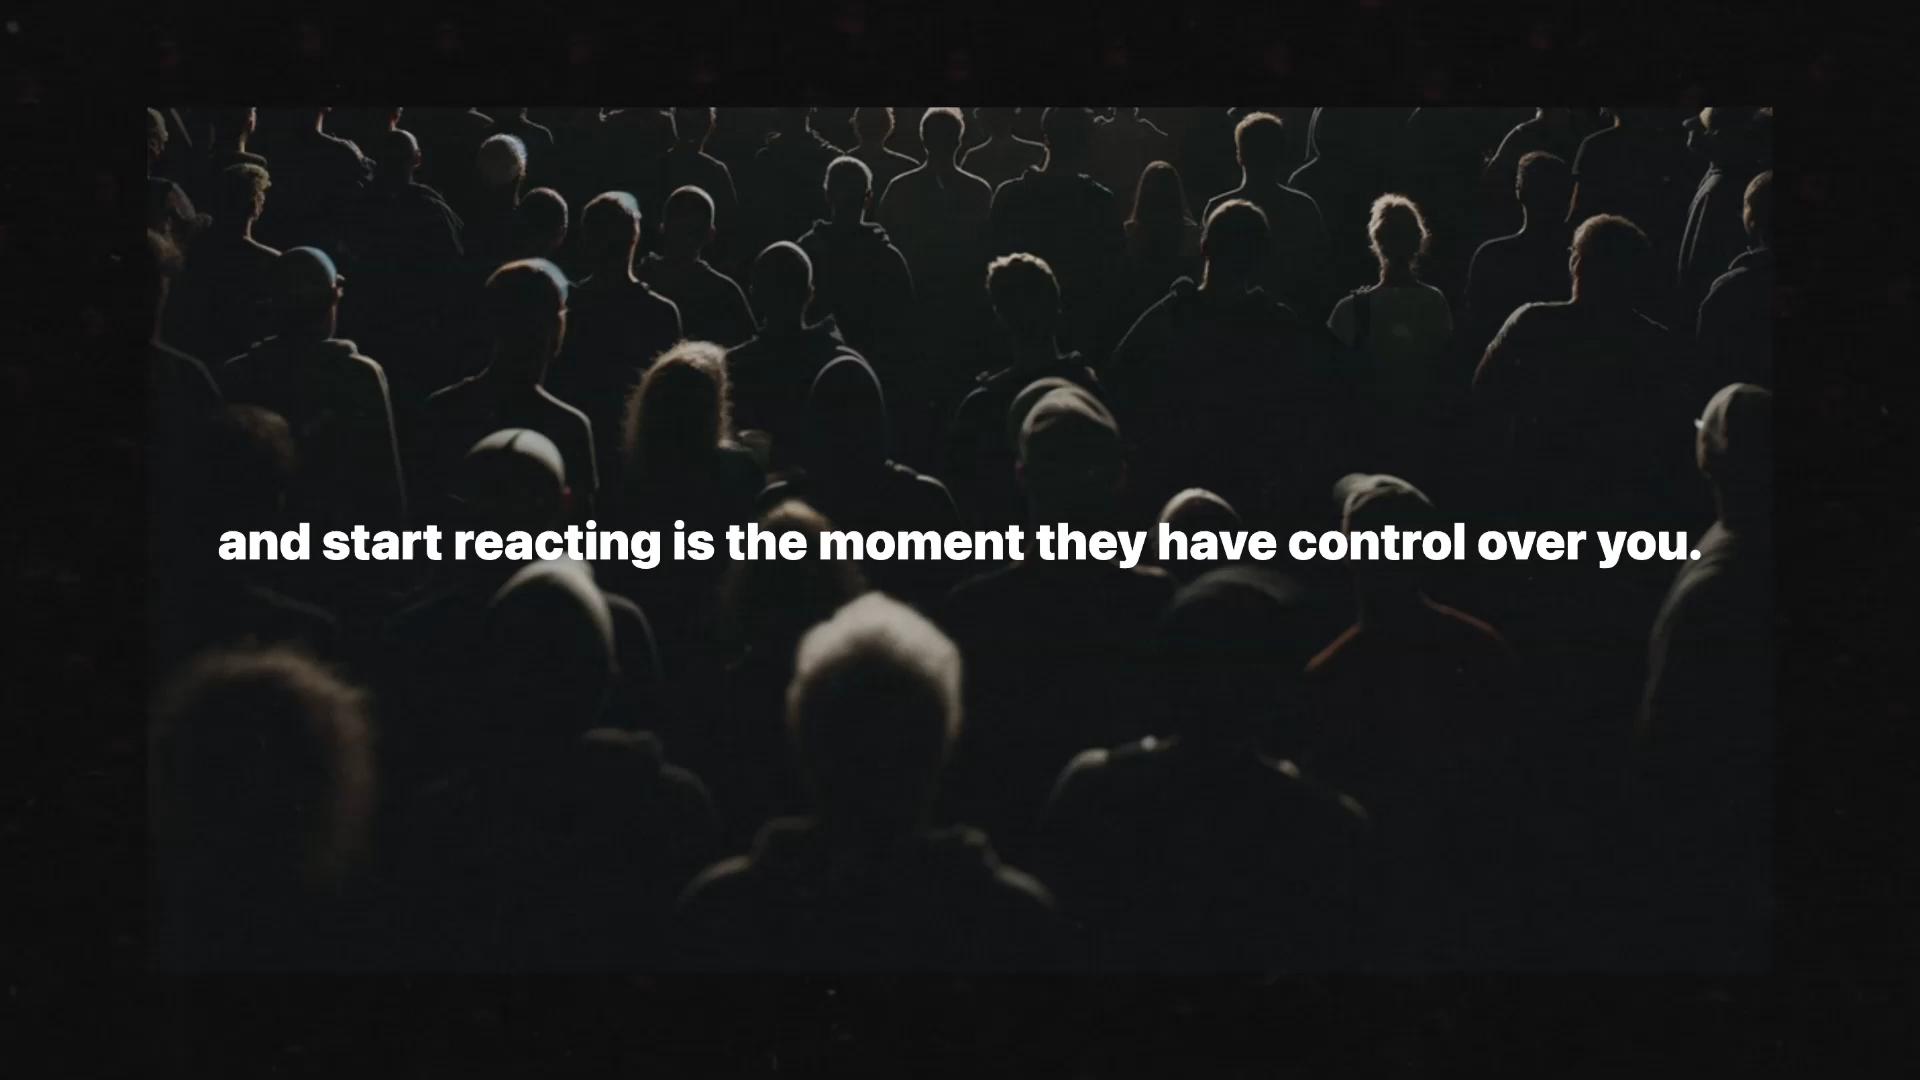 and start reacting is the moment they have control over you.